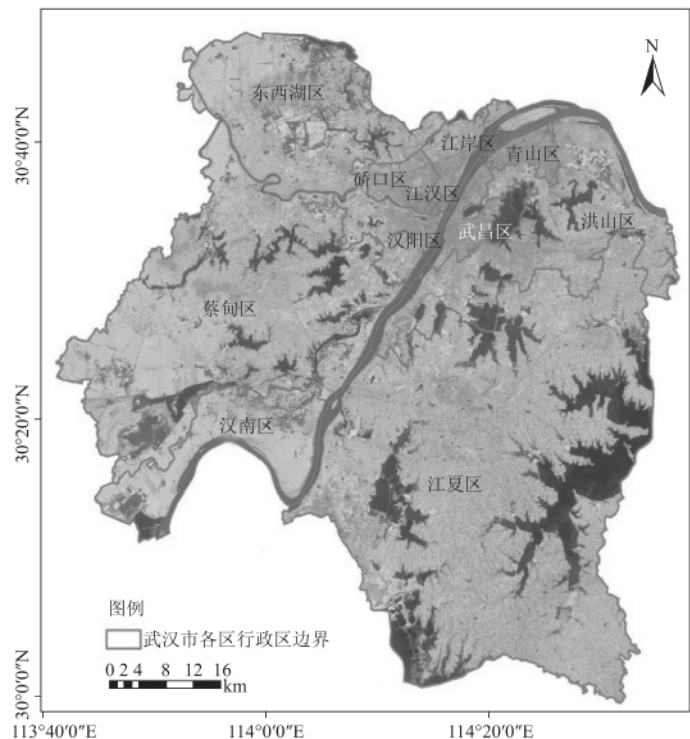 N
东西湖区
30°40′0″N
江岸区
青山区
硚口区
江汉区
洪山区
汉阳区
武昌区
蔡甸区
30°20′0″N
汉南区
江夏区
图例
武汉市各区行政区边界
0 2 4 8 12 16
km
30°0′0″N
113°40′0″E
114°0′0″E
114°20′0″E